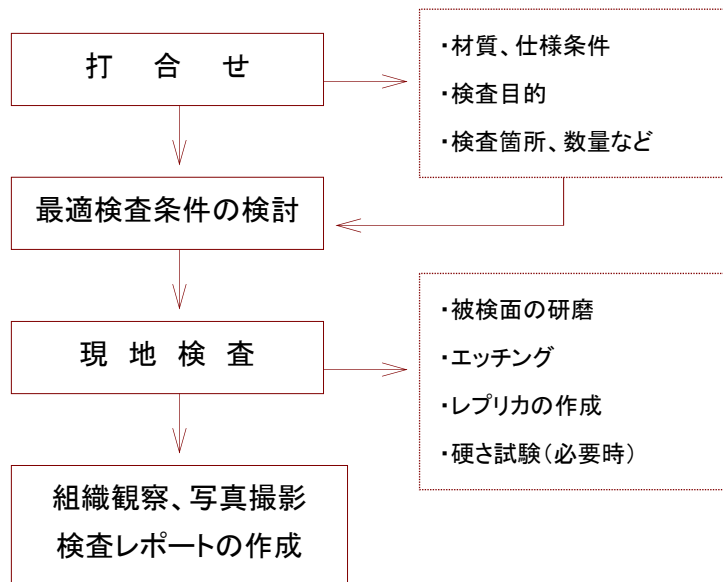 打 合 せ
・材質、仕様条件
・検査目的
・検査箇所、数量など
最適検査条件の検討
現 地 検 査
・被検面の研磨
・エッチング
・レプリカの作成
・硬さ試験（必要時）
組織観察、写真撮影
検査レポートの作成